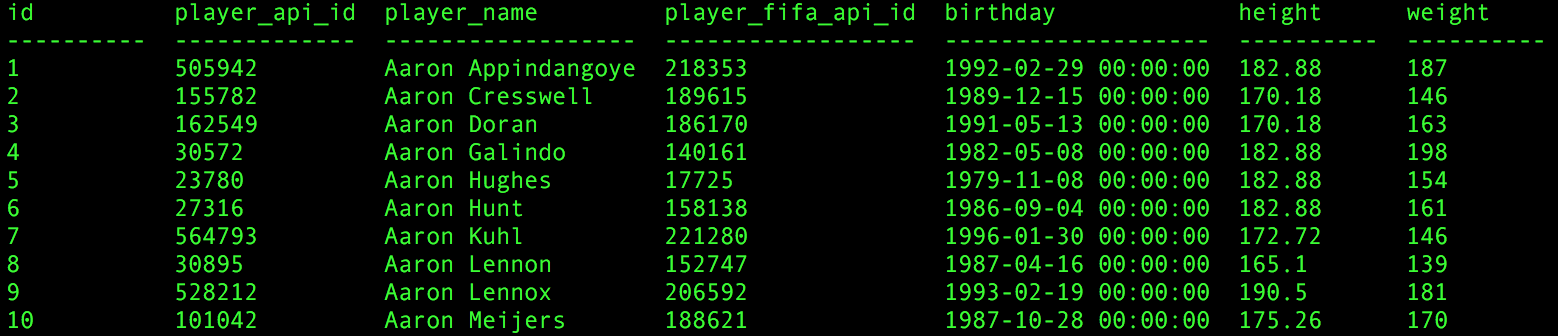 id          player_api_id  player_name         player_fifa_api_id  birthday             height      weight
----------  -------------  ------------------  ------------------  -------------------  ----------  ----------
1           505942         Aaron Appindangoye  218353              1992-02-29 00:00:00  182.88      187
2           155782         Aaron Cresswell     189615              1989-12-15 00:00:00  170.18      146
3           162549         Aaron Doran         186170              1991-05-13 00:00:00  170.18      163
4           30572          Aaron Galindo       140161              1982-05-08 00:00:00  182.88      198
5           23780          Aaron Hughes        17725               1979-11-08 00:00:00  182.88      154
6           27316          Aaron Hunt          158138              1986-09-04 00:00:00  182.88      161
7           564793         Aaron Kuhl          221280              1996-01-30 00:00:00  172.72      146
8           30895          Aaron Lennon        152747              1987-04-16 00:00:00  165.1       139
9           528212         Aaron Lennox        206592              1993-02-19 00:00:00  190.5       181
10          101042         Aaron Meijers       188621              1987-10-28 00:00:00  175.26      170